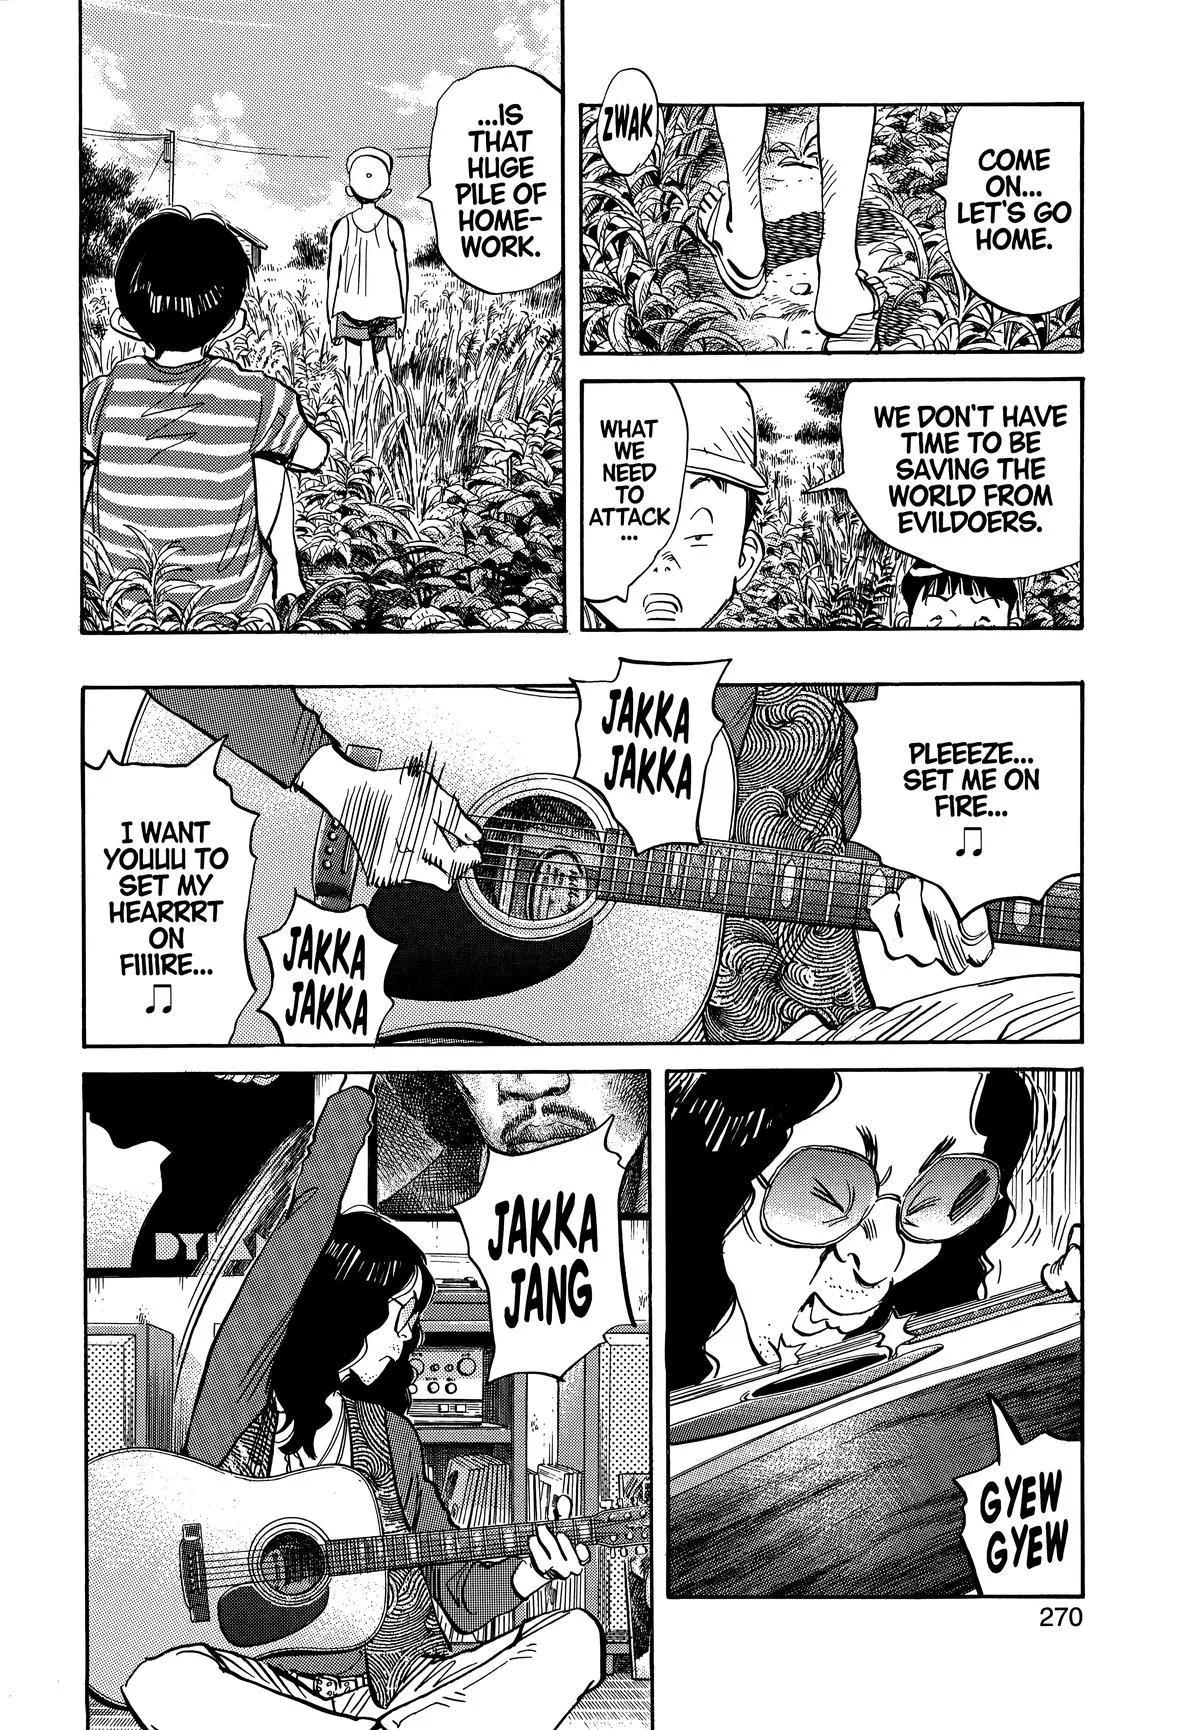 COME
ON...
LET'S GO
HOME.
ZWAK
WE DON'T HAVE
TIME TO BE
SAVING THE
WORLD FROM
EVILDOERS.
WHAT
WE
NEED
TO
ATTACK
...
...IS
THAT
HUGE
PILE OF
HOME-
WORK.
PLEEEZE...
SET ME ON
FIRE...
♫
JAKKA
JAKKA
I WANT
YOUUU TO
SET MY
HEARRRT
ON
FIIIIRE...
♫
JAKKA
JAKKA
GYEW
GYEW
JAKKA
JANG
270